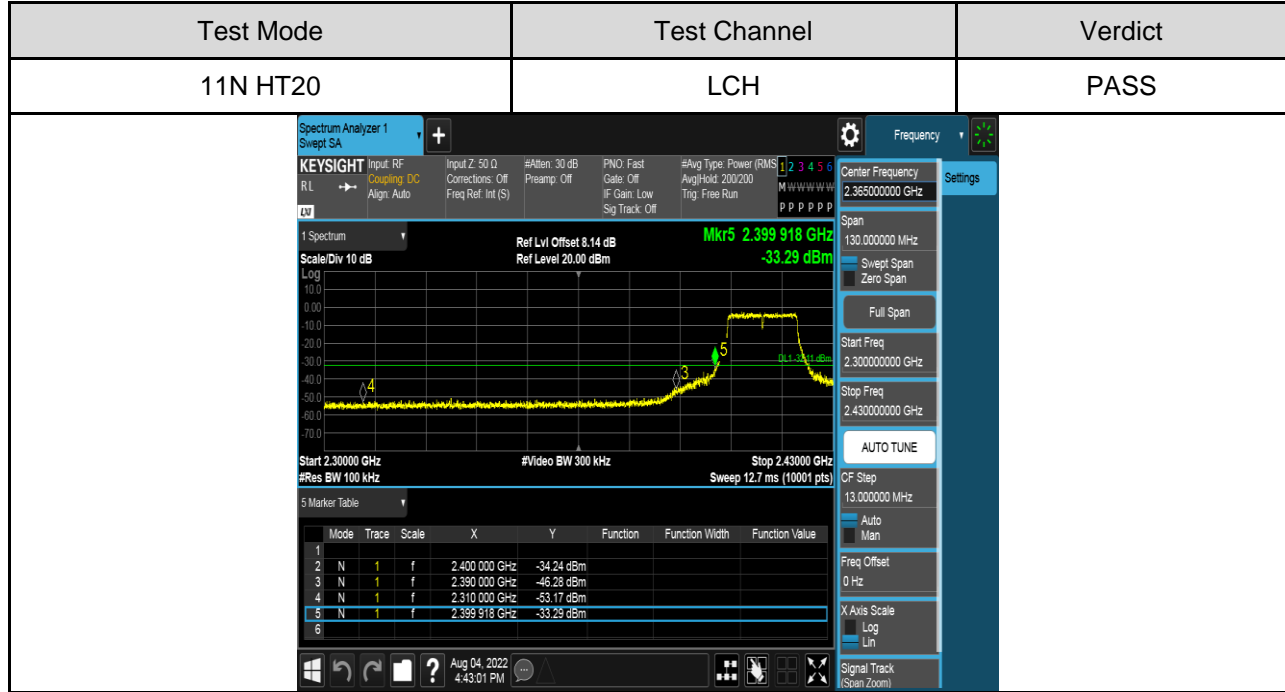 Test Mode Test Channel Verdict
11N HT20 LCH PASS
Spectrum Analyzer 1
Swept SA
+
Frequency
KEYSIGHT Input: RF Input Z: 50 Ω #Atten: 30 dB PNO: Fast #Avg Type: Power (RMS 1 2 3 4 5 6
RL Coupling: DC Corrections: Off Preamp: Off Gate: Off Avg|Hold: 200/200 M W W W W W
Align: Auto Freq Ref: Int (S) IF Gain: Low Trig: Free Run
LXI Sig Track: Off P P P P P P
Center Frequency
2.365000000 GHz
Settings
1 Spectrum
Ref Lvl Offset 8.14 dB Mkr5 2.399 918 GHz
Scale/Div 10 dB Ref Level 20.00 dBm -33.29 dBm
Log
10.0
0.00
-10.0
-20.0
-30.0
-40.0
-50.0
-60.0
-70.0
4
3
5
Start 2.30000 GHz #Video BW 300 kHz Stop 2.43000 GHz
#Res BW 100 kHz Sweep 12.7 ms (10001 pts)
Span
130.000000 MHz
Swept Span
Zero Span
Full Span
Start Freq
2.300000000 GHz
Stop Freq
2.430000000 GHz
AUTO TUNE
CF Step
13.000000 MHz
Auto
Man
Freq Offset
0 Hz
X Axis Scale
Log
Lin
Signal Track
(Span Zoom)
5 Marker Table
Mode Trace Scale X Y Function Function Width Function Value
1
2 N 1 f 2.400 000 GHz -34.24 dBm
3 N 1 f 2.390 000 GHz -46.28 dBm
4 N 1 f 2.310 000 GHz -53.17 dBm
5 N 1 f 2.399 918 GHz -33.29 dBm
6
? Aug 04, 2022
4:43:01 PM